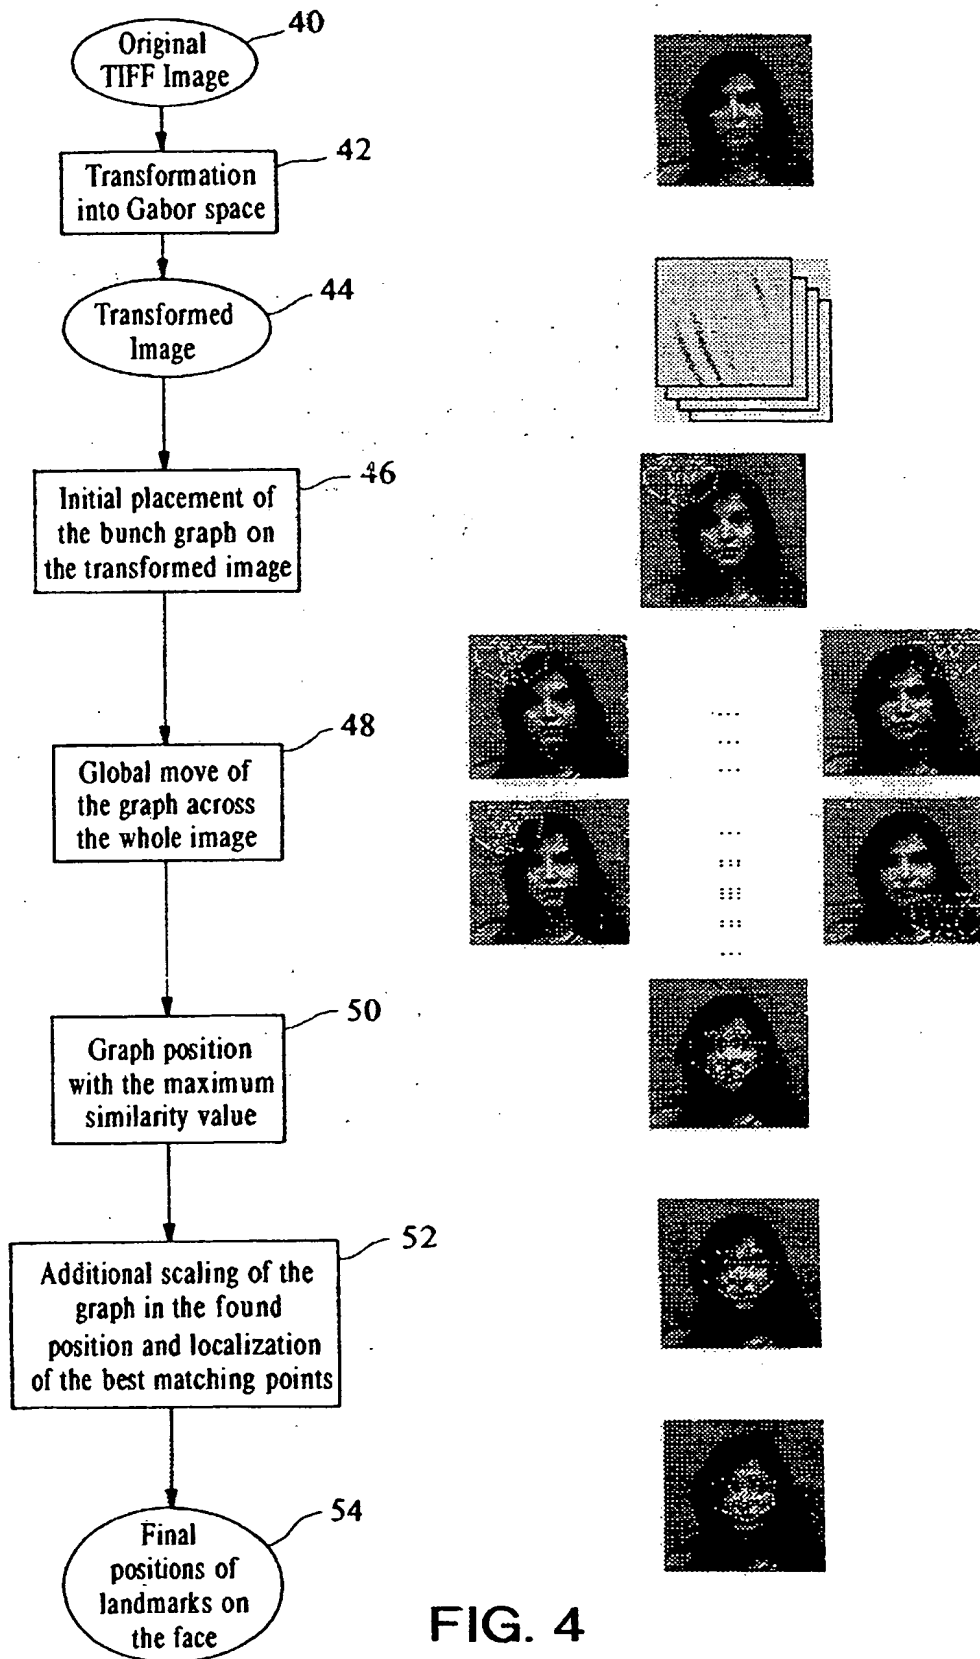 40
Original
TIFF Image
42
Transformation
into Gabor space
44
Transformed
Image
46
Initial placement of
the bunch graph on
the transformed image
48
Global move of
the graph across
the whole image
50
Graph position
with the maximum
similarity value
52
Additional scaling of the
graph in the found
position and localization
of the best matching points
54
Final
positions of
landmarks on
the face
FIG. 4